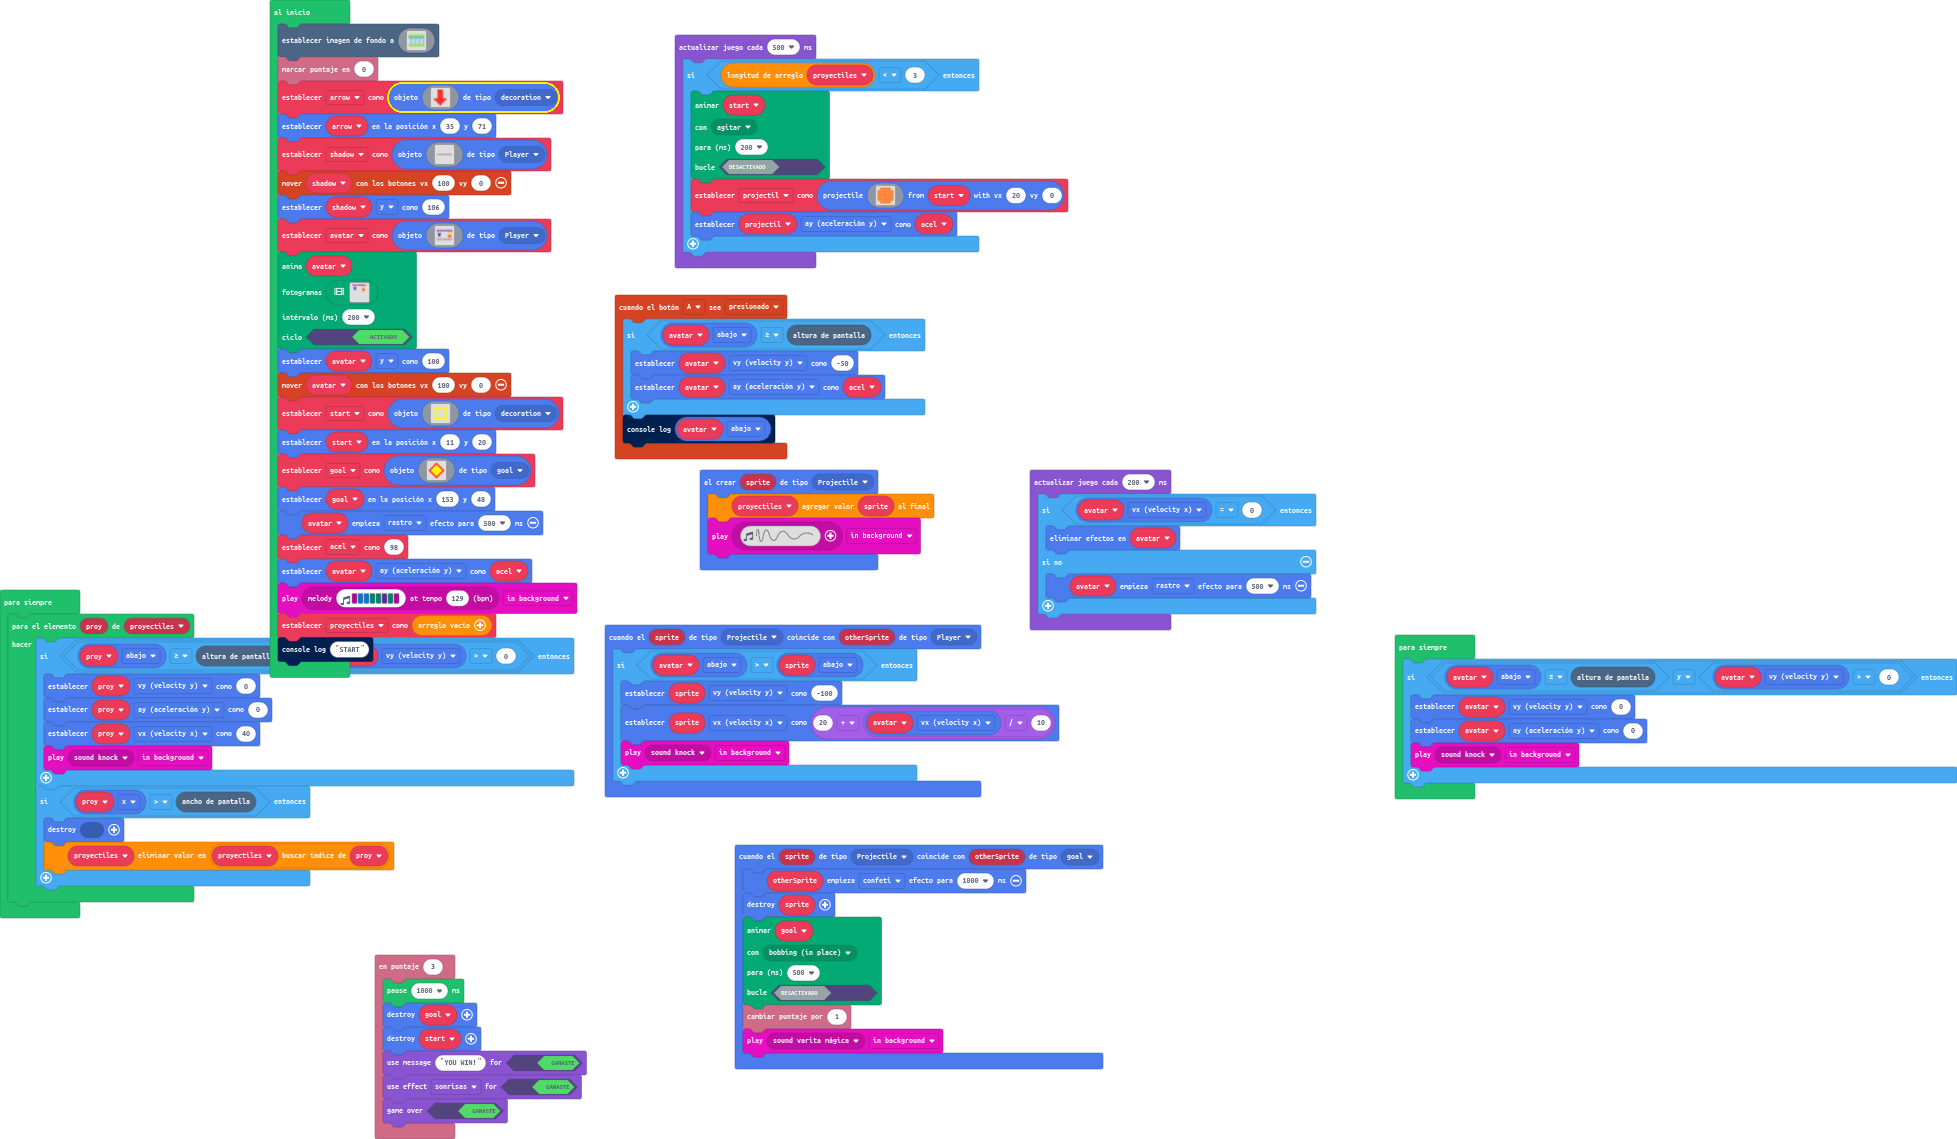 al inicio
establecer imagen de fondo a
marcar puntaje en 0
establecer arrow como objeto de tipo decoration
establecer arrow en la posición x 35 y 71
establecer shadow como objeto de tipo Player
mover shadow con los botones vx 100 vy 0
establecer shadow y como 106
establecer avatar como objeto de tipo Player
anima avatar
fotogramas
intérvalo (ms) 200
ciclo ACTIVADO
establecer avatar y como 100
mover avatar con los botones vx 100 vy 0
establecer start como objeto de tipo decoration
establecer start en la posición x 11 y 20
establecer goal como objeto de tipo goal
establecer goal en la posición x 153 y 48
avatar empieza rastro efecto para 500 ms
establecer acel como 98
establecer avatar ay (aceleración y) como acel
play melody at tempo 129 (bpm) in background
establecer proyectiles como arreglo vacío
console log "START"
para siempre
para el elemento proy de proyectiles
hacer
si proy abajo ≥ altura de pantall vy (velocity y) > 0 entonces
establecer proy vy (velocity y) como 0
establecer proy ay (aceleración y) como 0
establecer proy vx (velocity x) como 40
play sound knock in background
si proy x > ancho de pantalla entonces
destroy
proyectiles eliminar valor en proyectiles buscar índice de proy
en puntaje 3
pause 1000 ms
destroy goal
destroy start
use message "YOU WIN!" for GANASTE
use effect sonrisas for GANASTE
game over GANASTE
actualizar juego cada 500 ms
si longitud de arreglo proyectiles < 3 entonces
animar start
con agitar
para (ms) 200
bucle DESACTIVADO
establecer projectil como projectile from start with vx 20 vy 0
establecer projectil ay (aceleración y) como acel
cuando el botón A sea presionado
si avatar abajo ≥ altura de pantalla entonces
establecer avatar vy (velocity y) como -50
establecer avatar ay (aceleración y) como acel
console log avatar abajo
al crear sprite de tipo Projectile
proyectiles agregar valor sprite al final
play in background
actualizar juego cada 200 ms
si avatar vx (velocity x) = 0 entonces
eliminar efectos en avatar
si no
avatar empieza rastro efecto para 500 ms
cuando el sprite de tipo Projectile coincide con otherSprite de tipo Player
si avatar abajo > sprite abajo entonces
establecer sprite vy (velocity y) como -100
establecer sprite vx (velocity x) como 20 + avatar vx (velocity x) / 10
play sound knock in background
cuando el sprite de tipo Projectile coincide con otherSprite de tipo goal
otherSprite empieza confeti efecto para 1000 ms
destroy sprite
animar goal
con bobbing (in place)
para (ms) 500
bucle DESACTIVADO
cambiar puntaje por 1
play sound varita mágica in background
para siempre
si avatar abajo ≥ altura de pantalla y avatar vy (velocity y) > 0 entonces
establecer avatar vy (velocity y) como 0
establecer avatar ay (aceleración y) como 0
play sound knock in background